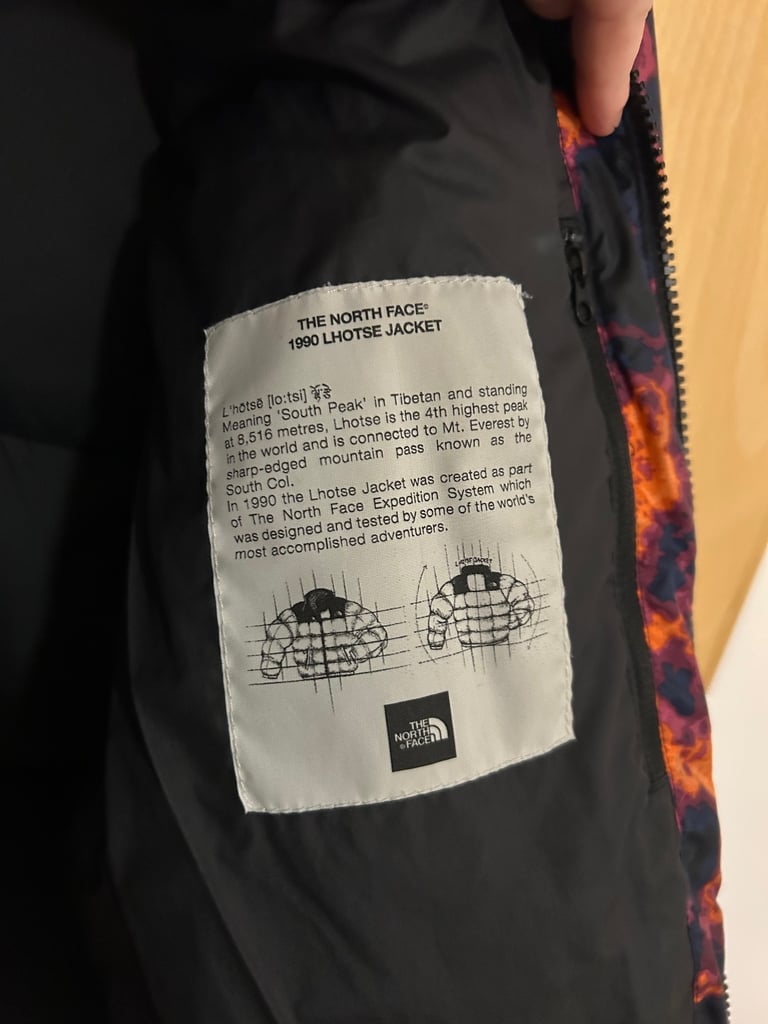 THE NORTH FACE®
1990 LHOTSE JACKET
L'hōtsē [lo:tsi]
Meaning 'South Peak' in Tibetan and standing
at 8,516 metres, Lhotse is the 4th highest peak
in the world and is connected to Mt. Everest by
sharp-edged mountain pass known as the
South Col.
In 1990 the Lhotse Jacket was created as part
of The North Face Expedition System which
was designed and tested by some of the world's
most accomplished adventurers.
THE
NORTH
FACE